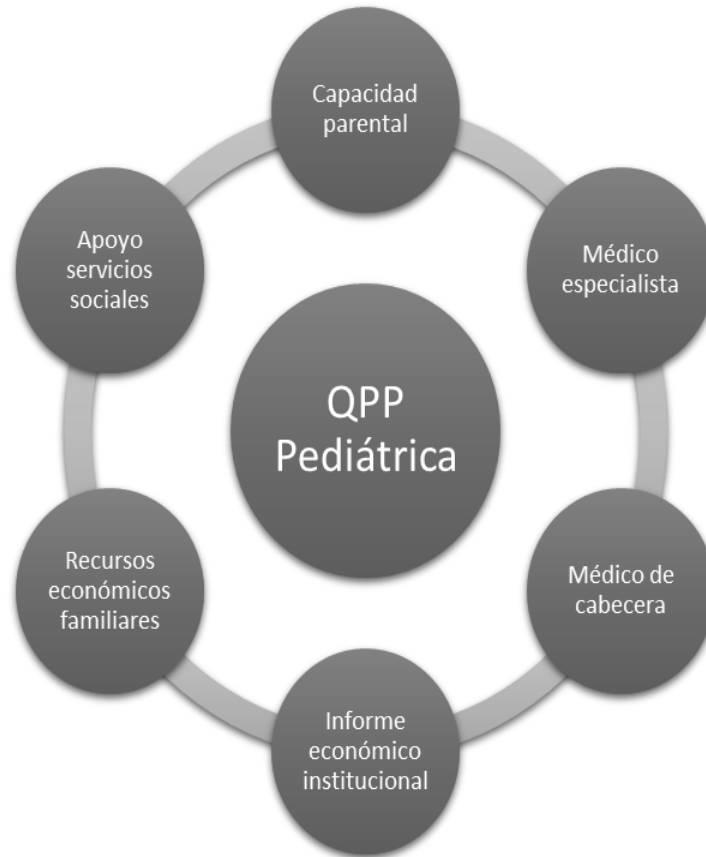 Capacidad
parental
Médico
especialista
Médico de
cabecera
Informe
económico
institucional
Recursos
económicos
familiares
Apoyo
servicios
sociales
QPP
Pediátrica